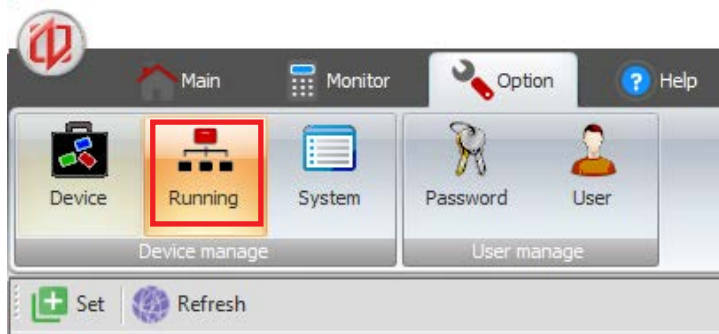 Main Monitor Option Help
Device Running System Password User
Device manage User manage
Set Refresh